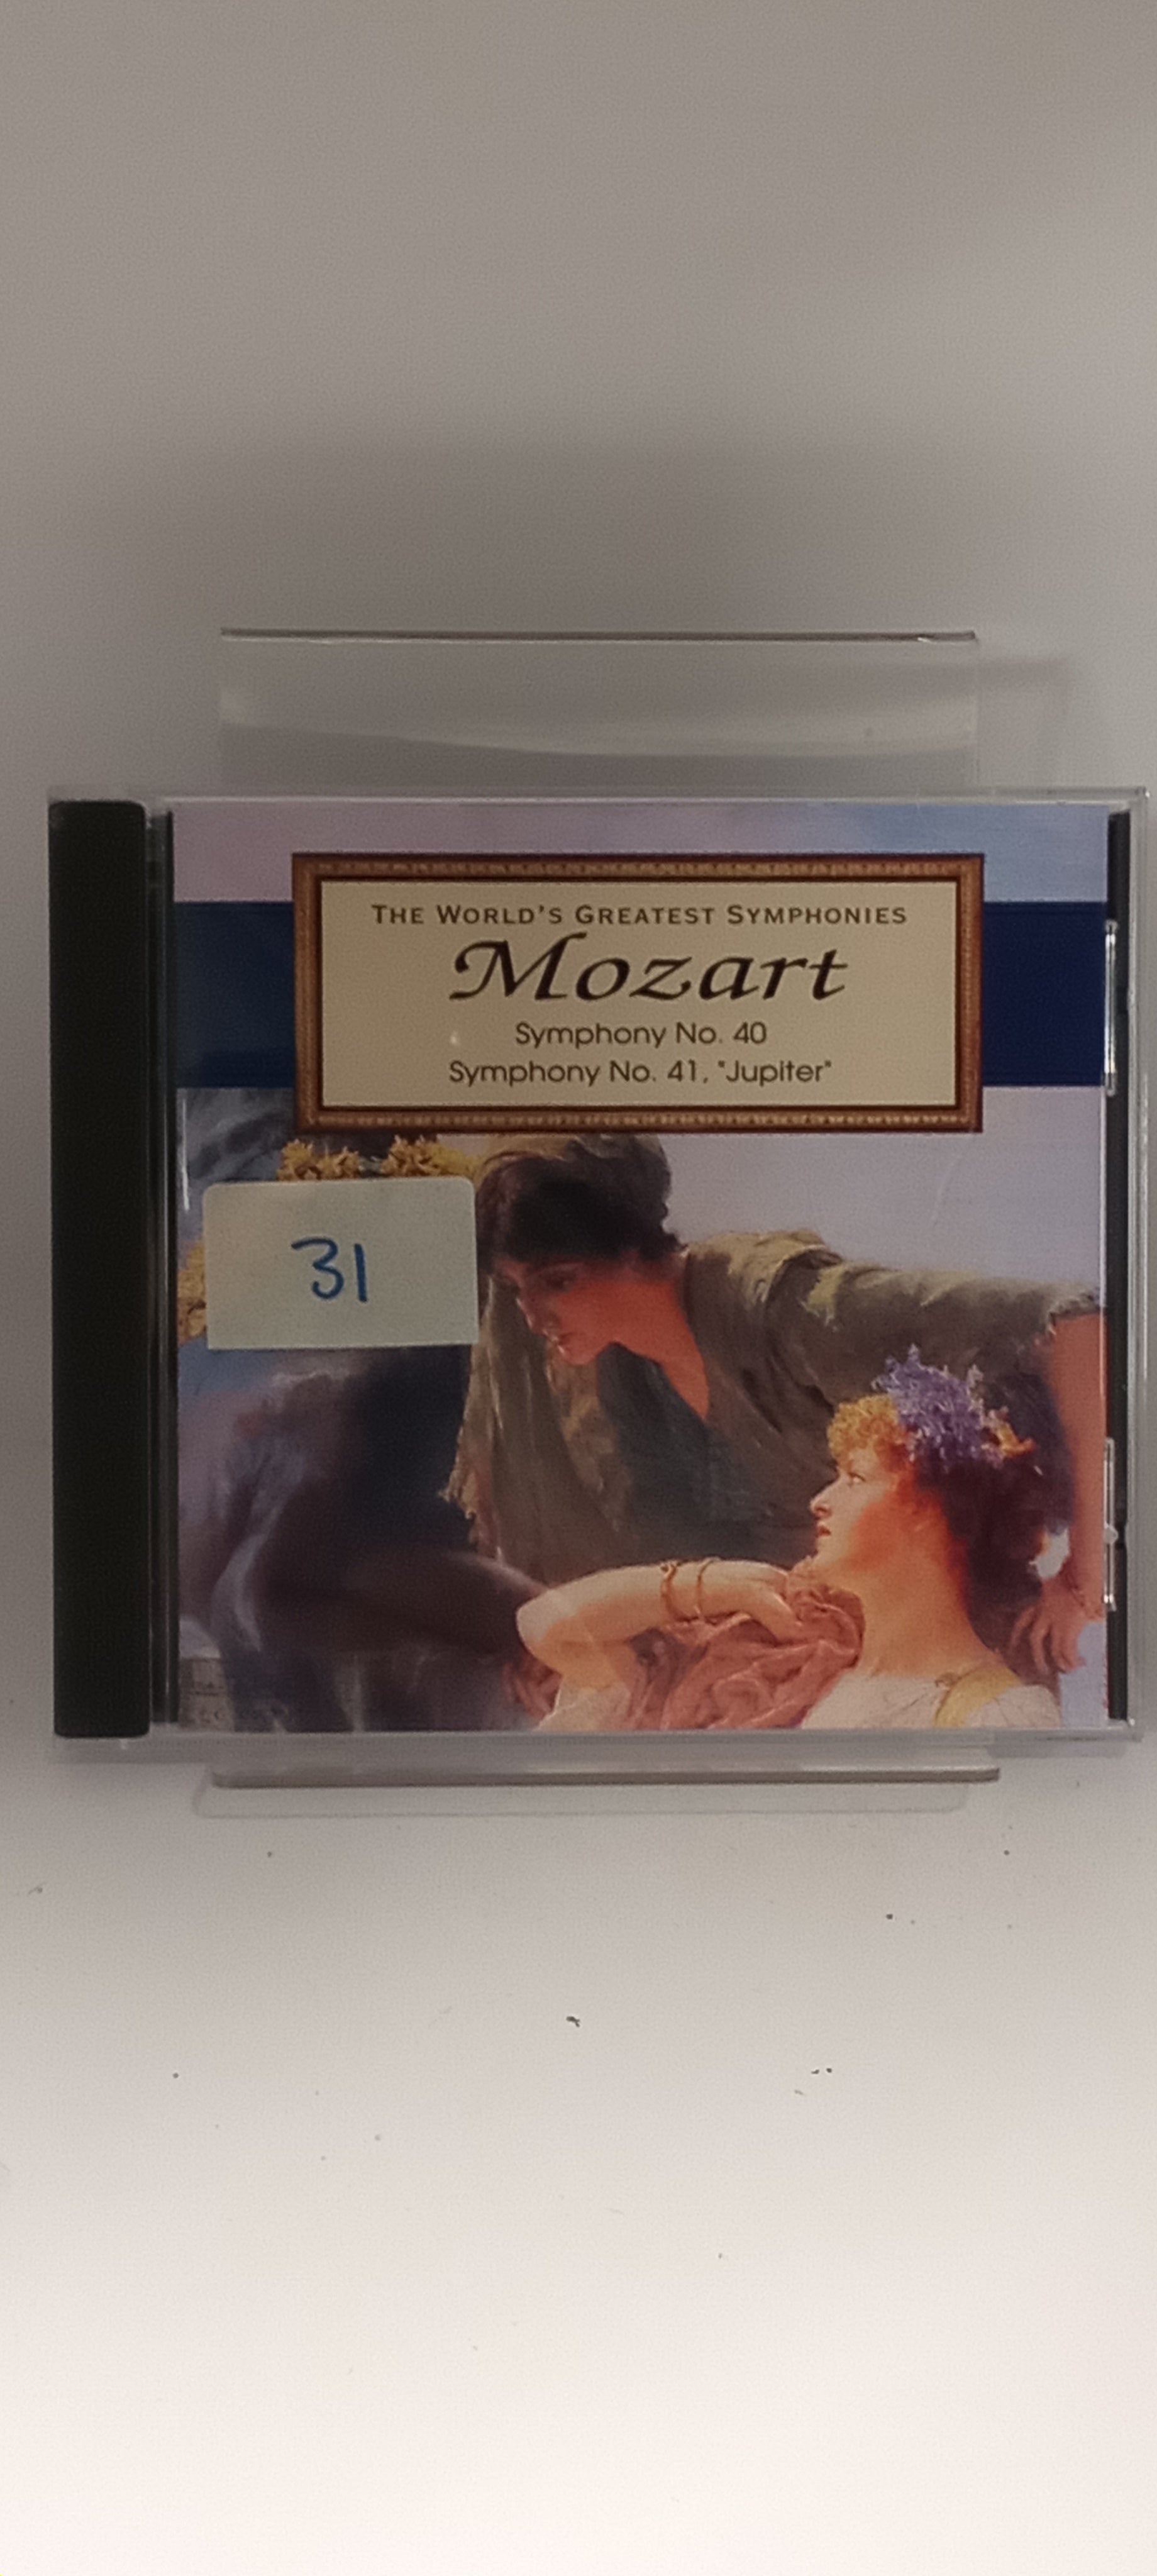 THE WORLD'S GREATEST SYMPHONIES
Mozart
Symphony No. 40
Symphony No. 41, "Jupiter"
31